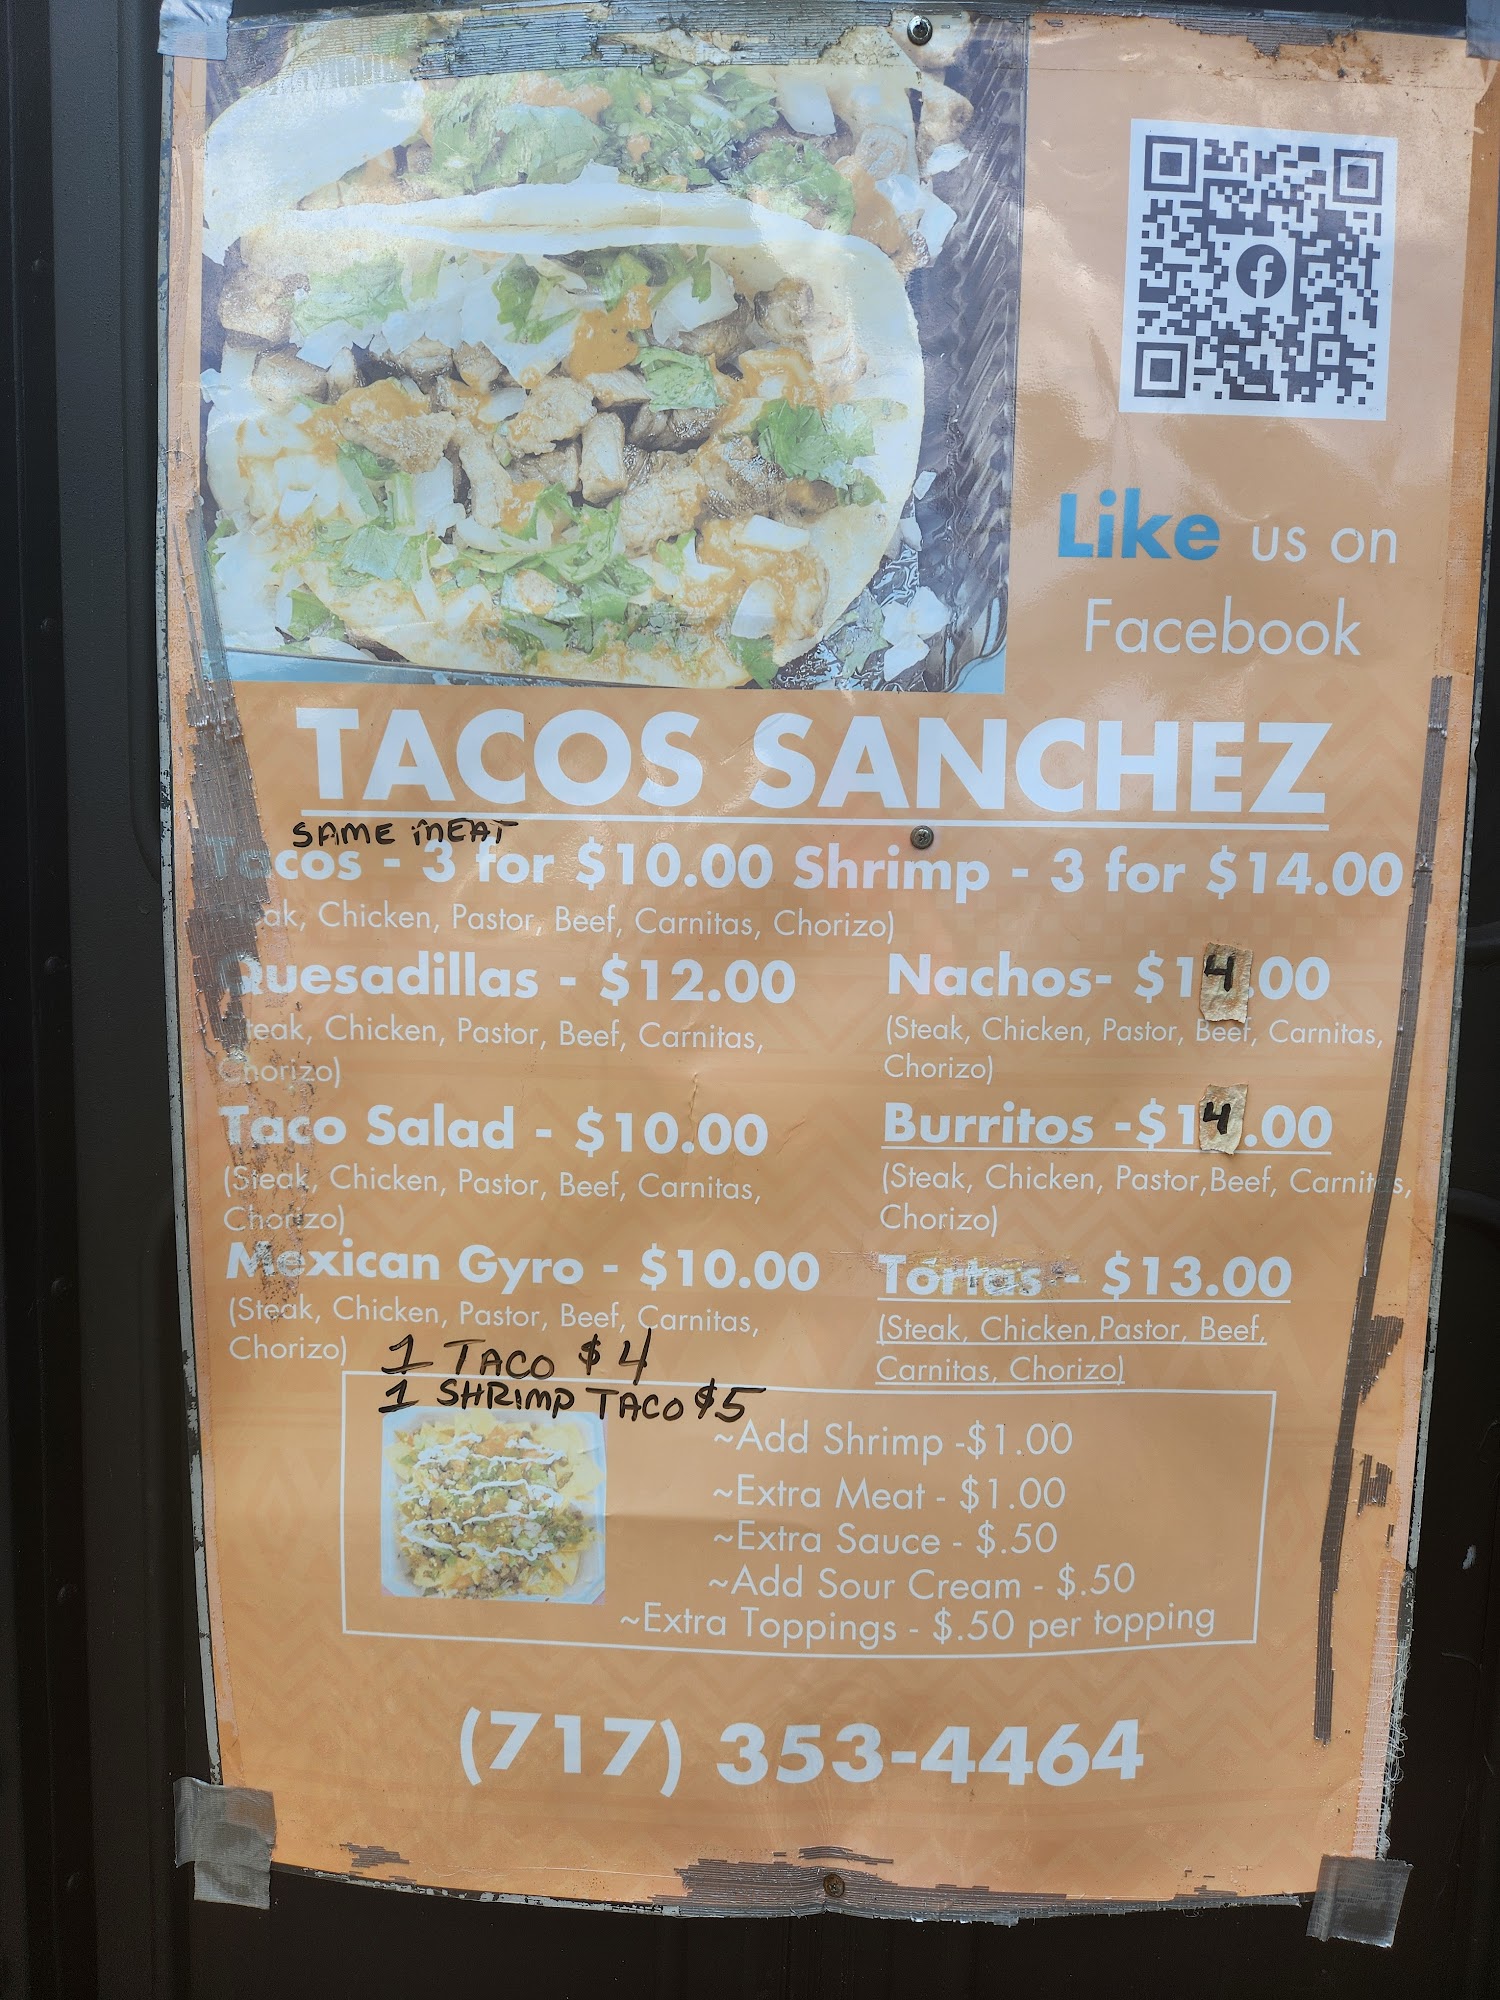 Like us on
Facebook
TACOS SANCHEZ
SAME MEAT
Tacos - 3 for $10.00 Shrimp - 3 for $14.00
ak, Chicken, Pastor, Beef, Carnitas, Chorizo)
Quesadillas - $12.00
teak, Chicken, Pastor, Beef, Carnitas,
Chorizo)
Nachos- $14.00
(Steak, Chicken, Pastor, Beef, Carnitas,
Chorizo)
Taco Salad - $10.00
(Steak, Chicken, Pastor, Beef, Carnitas,
Chorizo)
Burritos -$14.00
(Steak, Chicken, Pastor,Beef, Carnitas,
Chorizo)
Mexican Gyro - $10.00
(Steak, Chicken, Pastor, Beef, Carnitas,
Chorizo)
Tortas - $13.00
(Steak, Chicken,Pastor, Beef,
Carnitas, Chorizo)
1 TACO $4
1 SHRIMP TACO $5
~Add Shrimp -$1.00
~Extra Meat - $1.00
~Extra Sauce - $.50
~Add Sour Cream - $.50
~Extra Toppings - $.50 per topping
(717) 353-4464